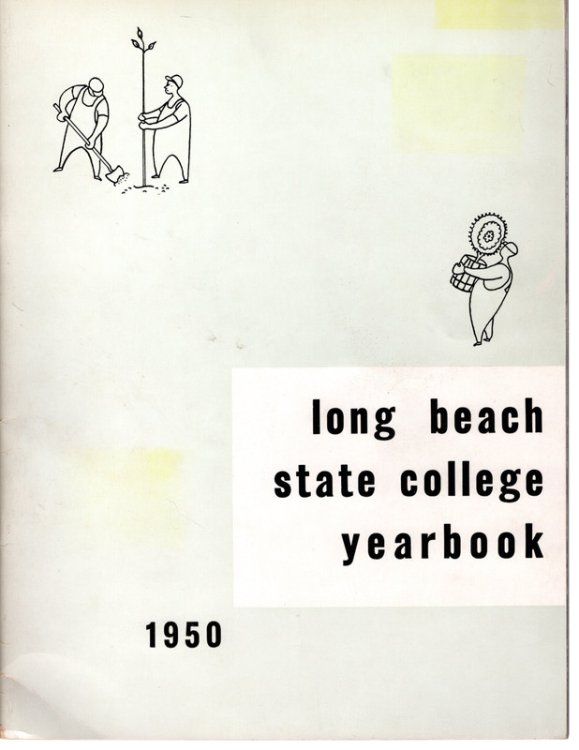 long beach
state college
yearbook
1950